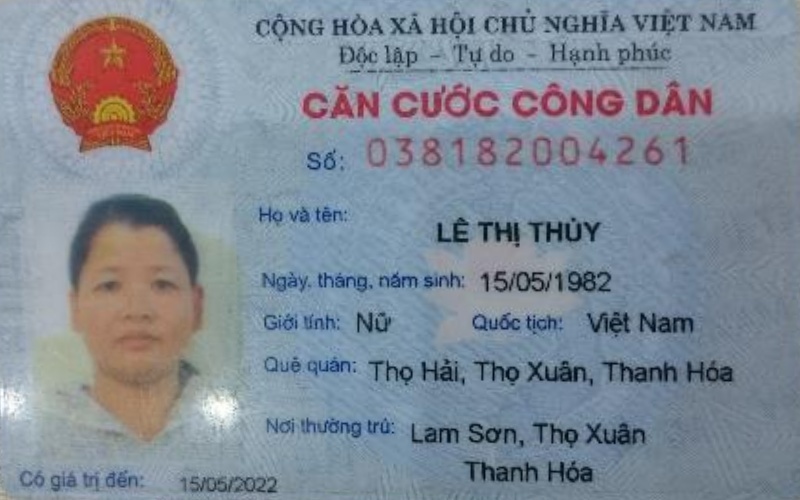 CỘNG HÒA XÃ HỘI CHỦ NGHĨA VIỆT NAM
Độc lập - Tự do - Hạnh phúc
CĂN CƯỚC CÔNG DÂN
Số: 038182004261
Họ và tên:
LÊ THỊ THỦY
Ngày, tháng, năm sinh: 15/05/1982
Giới tính: Nữ Quốc tịch: Việt Nam
Quê quán: Thọ Hải, Thọ Xuân, Thanh Hóa
Nơi thường trú: Lam Sơn, Thọ Xuân
Thanh Hóa
Có giá trị đến: 15/05/2022